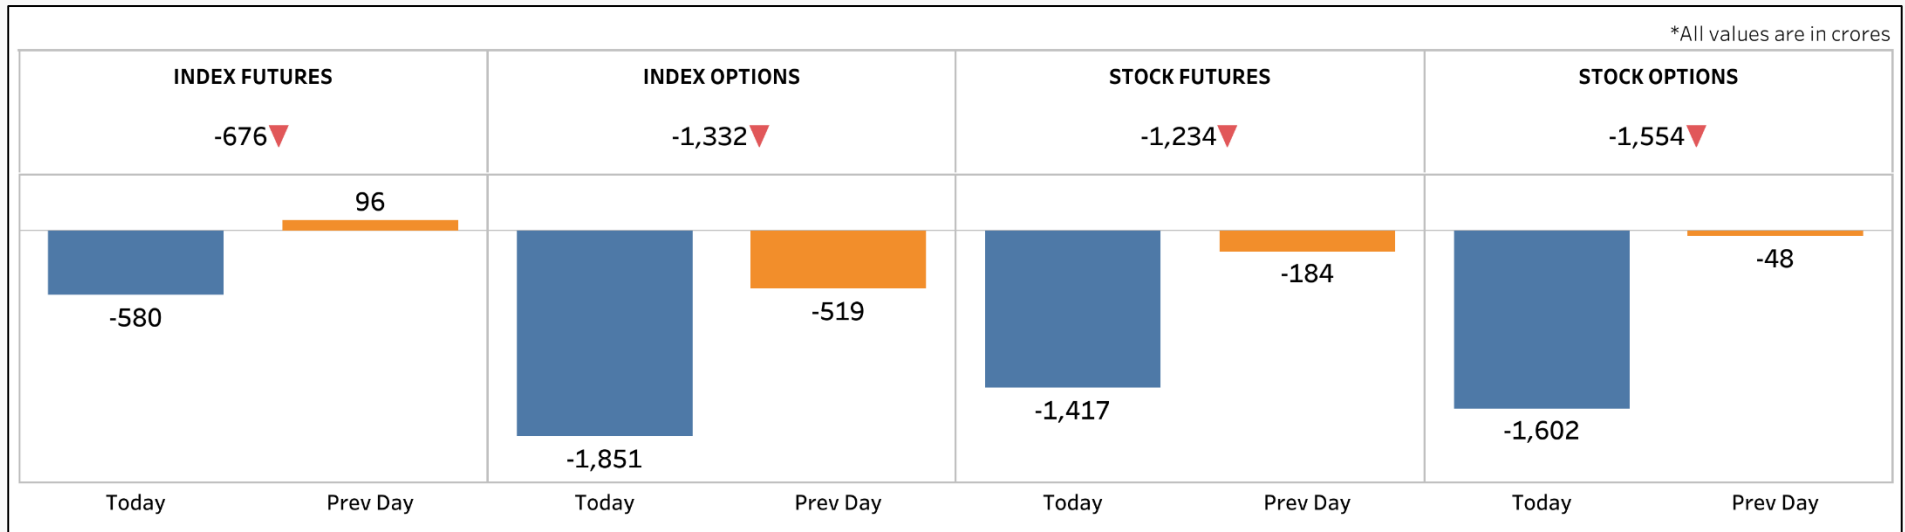 *All values are in crores
INDEX FUTURES
INDEX OPTIONS
STOCK FUTURES
STOCK OPTIONS
-676▼
-1,332▼
-1,234▼
-1,554▼
96
-580
-519
-1,851
-184
-1,417
-48
-1,602
Today
Prev Day
Today
Prev Day
Today
Prev Day
Today
Prev Day